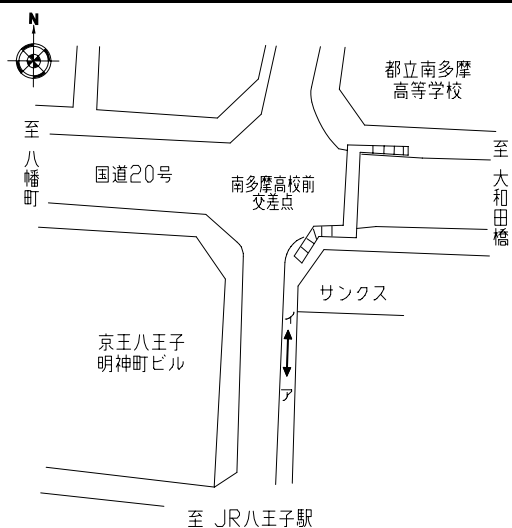 N
都立南多摩
高等学校
至 八幡町
国道20号
南多摩高校前
交差点
至 大和田橋
サンクス
イ
ア
京王八王子
明神町ビル
至 JR八王子駅